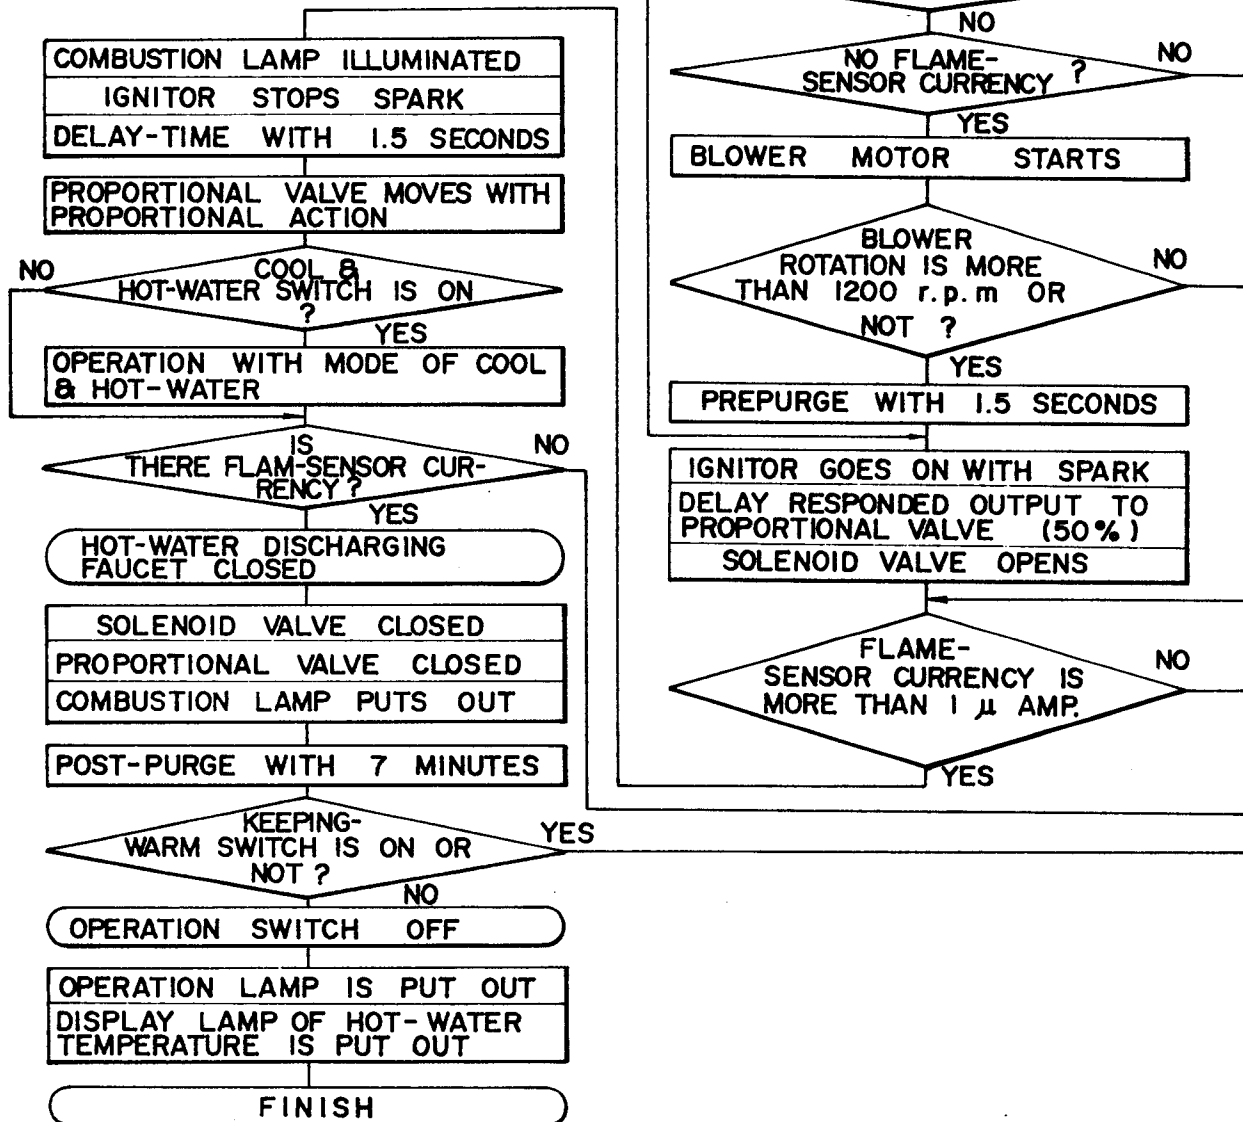 COMBUSTION LAMP ILLUMINATED
IGNITOR STOPS SPARK
DELAY-TIME WITH 1.5 SECONDS
PROPORTIONAL VALVE MOVES WITH
PROPORTIONAL ACTION
NO
COOL &
HOT-WATER SWITCH IS ON
?
YES
OPERATION WITH MODE OF COOL
& HOT-WATER
IS
THERE FLAM-SENSOR CUR-
RENCY?
NO
YES
HOT-WATER DISCHARGING
FAUCET CLOSED
SOLENOID VALVE CLOSED
PROPORTIONAL VALVE CLOSED
COMBUSTION LAMP PUTS OUT
POST-PURGE WITH 7 MINUTES
KEEPING-
WARM SWITCH IS ON OR
NOT?
YES
NO
OPERATION SWITCH OFF
OPERATION LAMP IS PUT OUT
DISPLAY LAMP OF HOT-WATER
TEMPERATURE IS PUT OUT
FINISH
NO
NO FLAME-
SENSOR CURRENCY ?
NO
YES
BLOWER MOTOR STARTS
BLOWER
ROTATION IS MORE
THAN 1200 r.p.m OR
NOT ?
NO
YES
PREPURGE WITH 1.5 SECONDS
IGNITOR GOES ON WITH SPARK
DELAY RESPONDED OUTPUT TO
PROPORTIONAL VALVE (50%)
SOLENOID VALVE OPENS
FLAME-
SENSOR CURRENCY IS
MORE THAN 1 μ AMP.
NO
YES